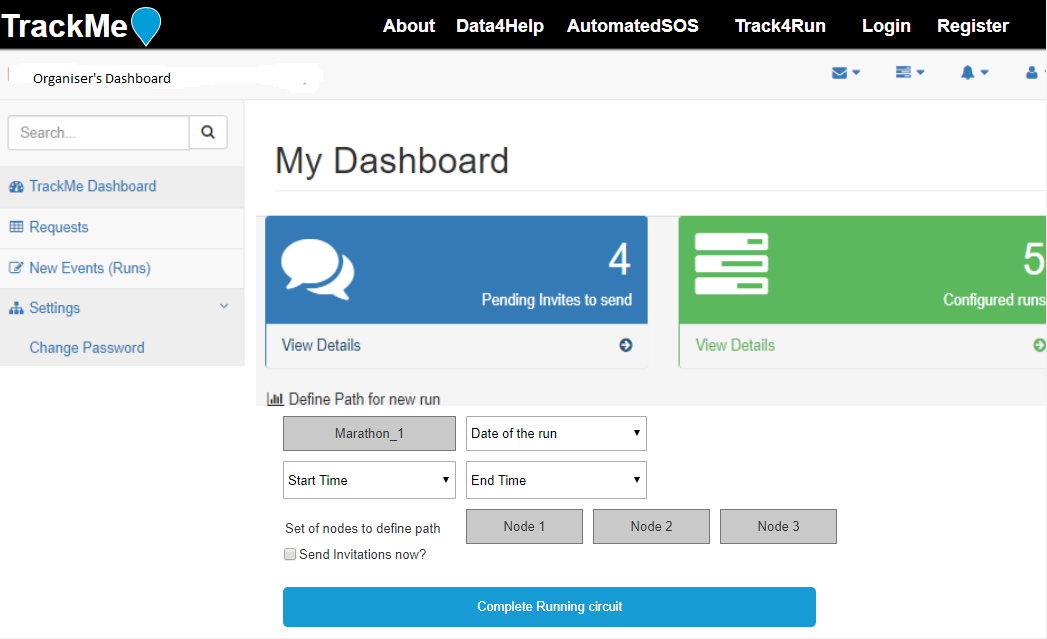 TrackMe About Data4Help AutomatedSOS Track4Run Login Register
Organiser's Dashboard
Search...
TrackMe Dashboard
Requests
New Events (Runs)
Settings
Change Password
My Dashboard
4
Pending Invites to send
View Details
5
Configured runs
View Details
Define Path for new run
Marathon_1 Date of the run
Start Time End Time
Set of nodes to define path Node 1 Node 2 Node 3
Send Invitations now?
Complete Running circuit